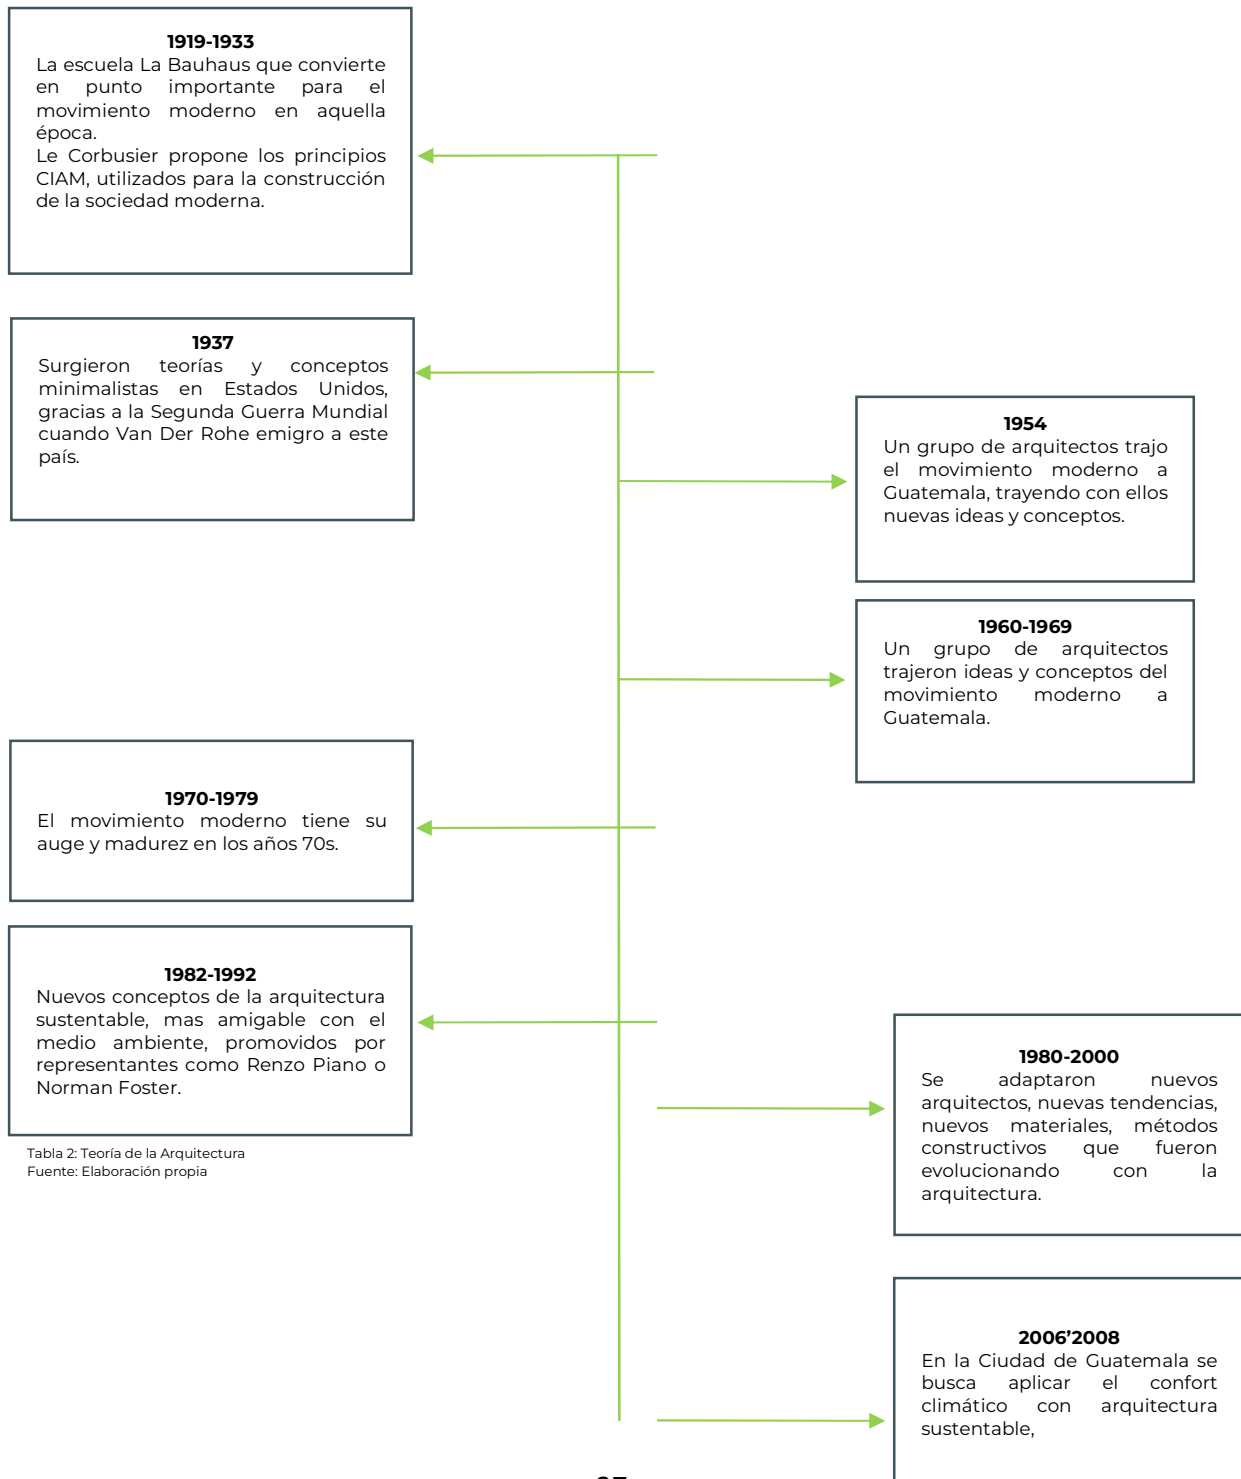 1919-1933
La escuela La Bauhaus que convierte
en punto importante para el
movimiento moderno en aquella
época.
Le Corbusier propone los principios
CIAM, utilizados para la construcción
de la sociedad moderna.
1937
Surgieron teorías y conceptos
minimalistas en Estados Unidos,
gracias a la Segunda Guerra Mundial
cuando Van Der Rohe emigro a este
país.
1954
Un grupo de arquitectos trajo
el movimiento moderno a
Guatemala, trayendo con ellos
nuevas ideas y conceptos.
1960-1969
Un grupo de arquitectos
trajeron ideas y conceptos del
movimiento moderno a
Guatemala.
1970-1979
El movimiento moderno tiene su
auge y madurez en los años 70s.
1982-1992
Nuevos conceptos de la arquitectura
sustentable, mas amigable con el
medio ambiente, promovidos por
representantes como Renzo Piano o
Norman Foster.
Tabla 2: Teoría de la Arquitectura
Fuente: Elaboración propia
1980-2000
Se adaptaron nuevos
arquitectos, nuevas tendencias,
nuevos materiales, métodos
constructivos que fueron
evolucionando con la
arquitectura.
2006’2008
En la Ciudad de Guatemala se
busca aplicar el confort
climático con arquitectura
sustentable,